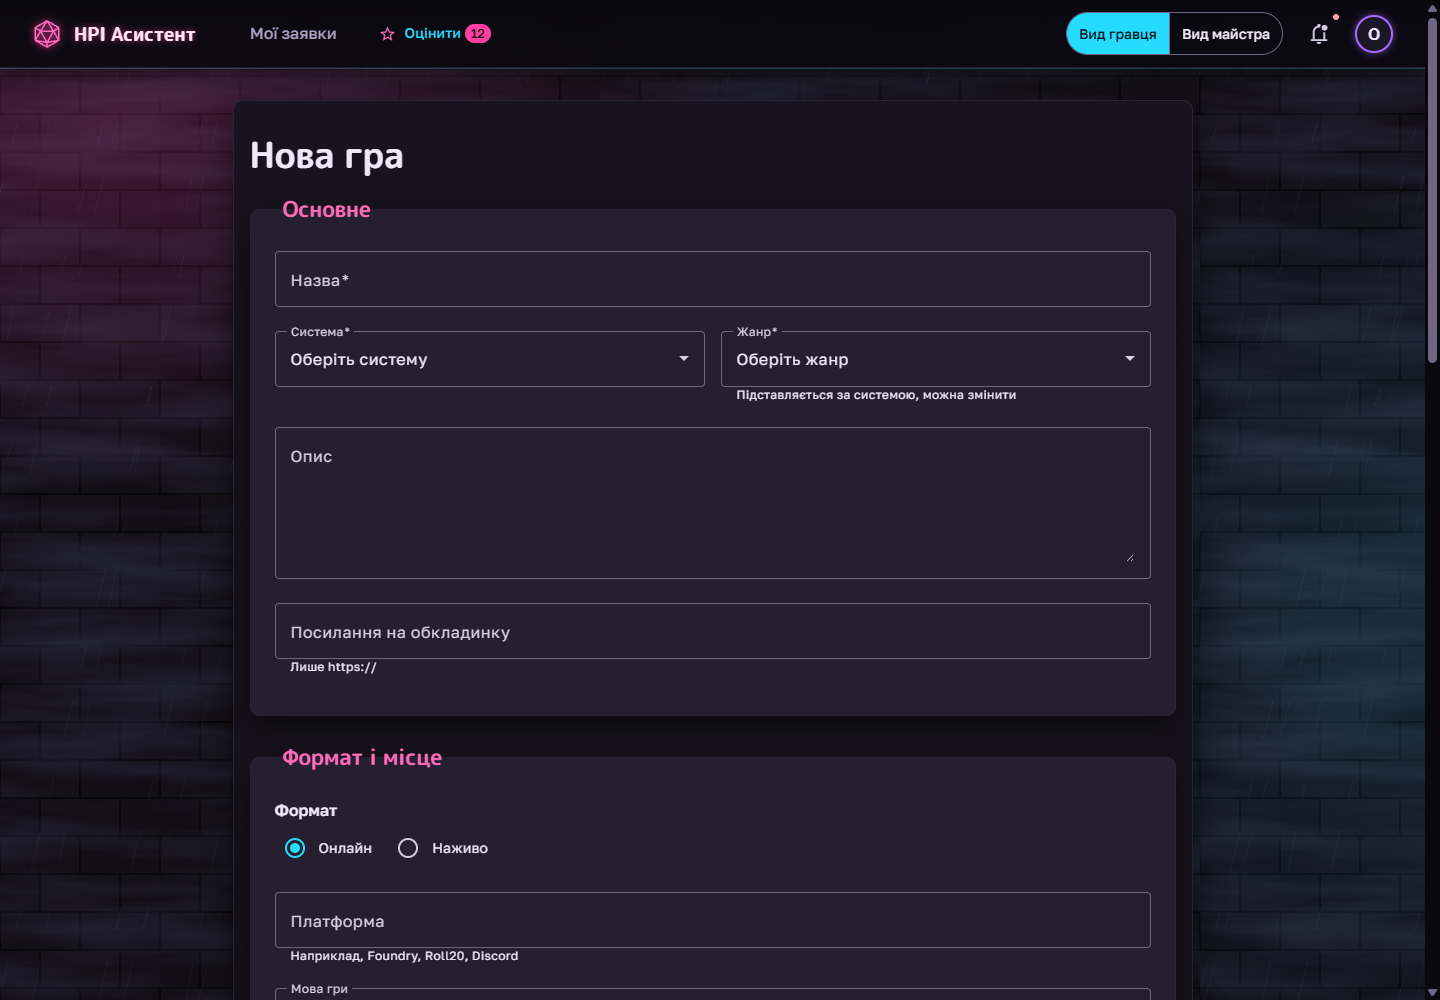 НРІ Асистент
Мої заявки
Оцінити 12
Вид гравця
Вид майстра
О
Нова гра
Основне
Назва*
Система*
Оберіть систему
Жанр*
Оберіть жанр
Підставляється за системою, можна змінити
Опис
Посилання на обкладинку
Лише https://
Формат і місце
Формат
Онлайн
Наживо
Платформа
Наприклад, Foundry, Roll20, Discord
Мова гри